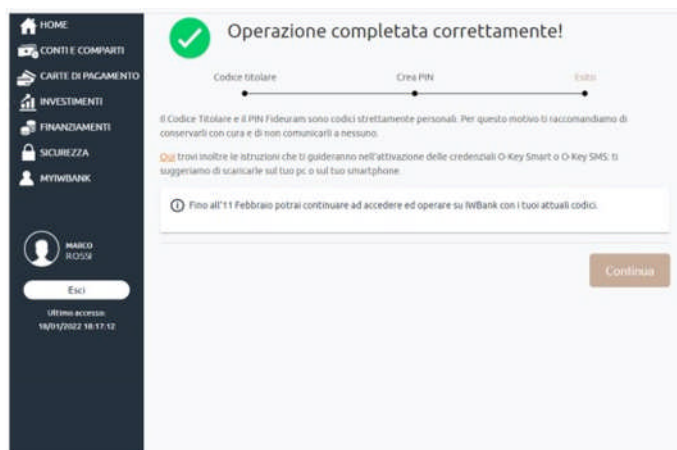 HOME
CONTI E COMPARTI
CARTE DI PAGAMENTO
INVESTIMENTI
FINANZIAMENTI
SICUREZZA
MYIWBANK
MARCO
ROSSI
Esci
Ultimo accesso:
18/01/2022 18:17:12
Operazione completata correttamente!
Codice titolare
Crea PIN
Esito
Il Codice Titolare e il PIN Fideuram sono codici strettamente personali. Per questo motivo ti raccomandiamo di
conservarli con cura e di non comunicarli a nessuno.
Qui trovi inoltre le istruzioni che ti guideranno nell'attivazione delle credenziali O-Key Smart o O-Key SMS: ti
suggeriamo di scaricarle sul tuo pc o sul tuo smartphone.
Fino all'11 Febbraio potrai continuare ad accedere ed operare su IWBank con i tuoi attuali codici.
Continua